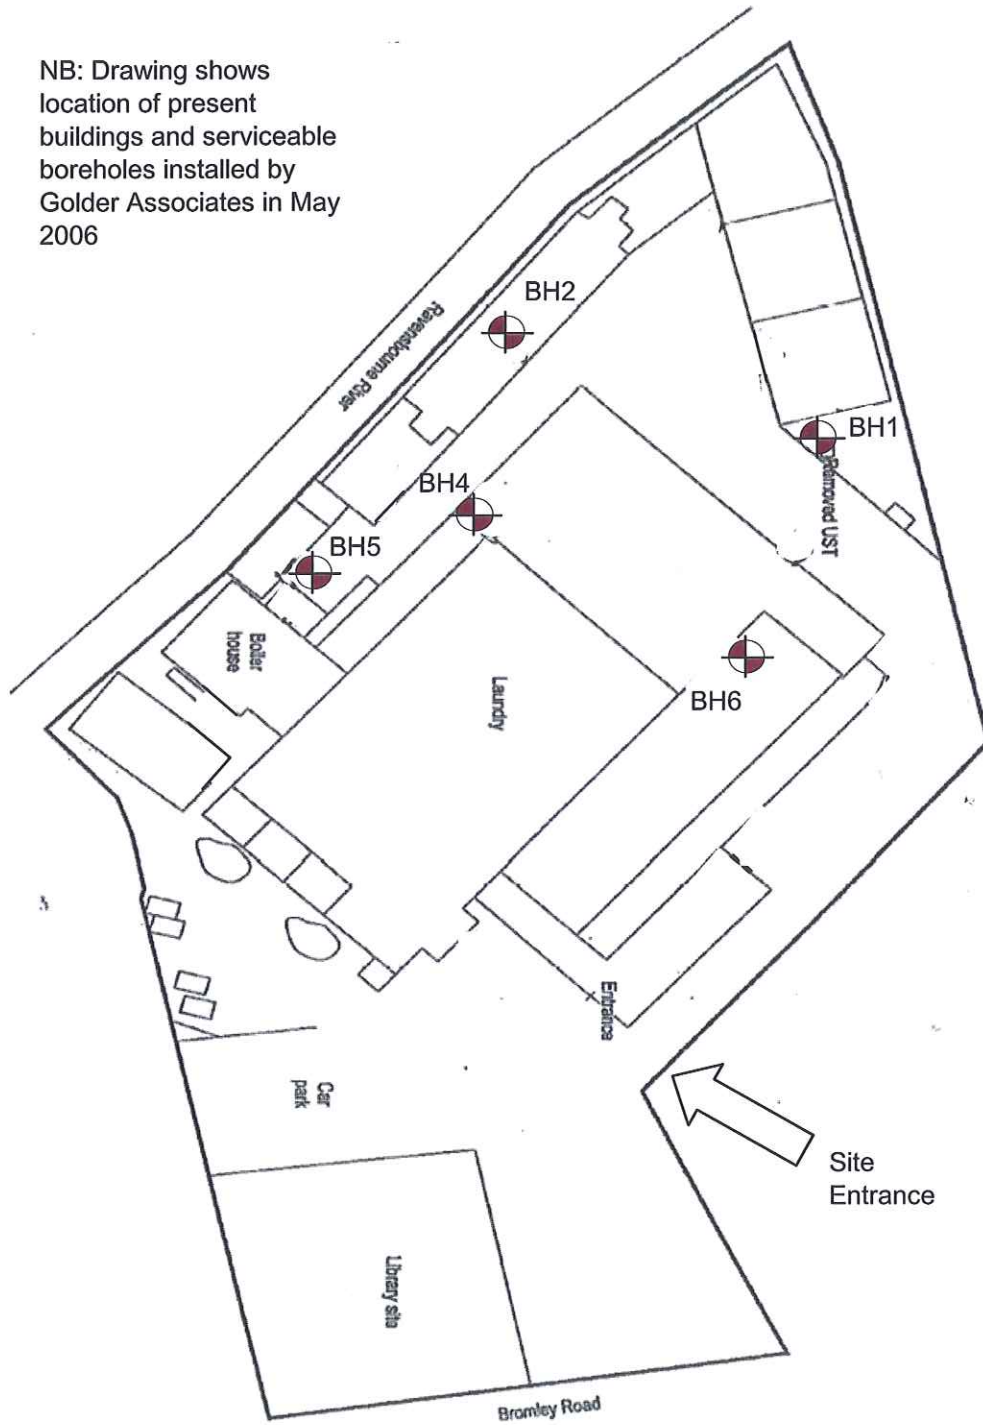 NB: Drawing shows
location of present
buildings and serviceable
boreholes installed by
Golder Associates in May
2006
BH2
Ravensbourne River
BH1
BH4
Removed UST
BH5
Boiler
house
Laundry
BH6
Entrance
Car
park
Site
Entrance
Library site
Bromley Road